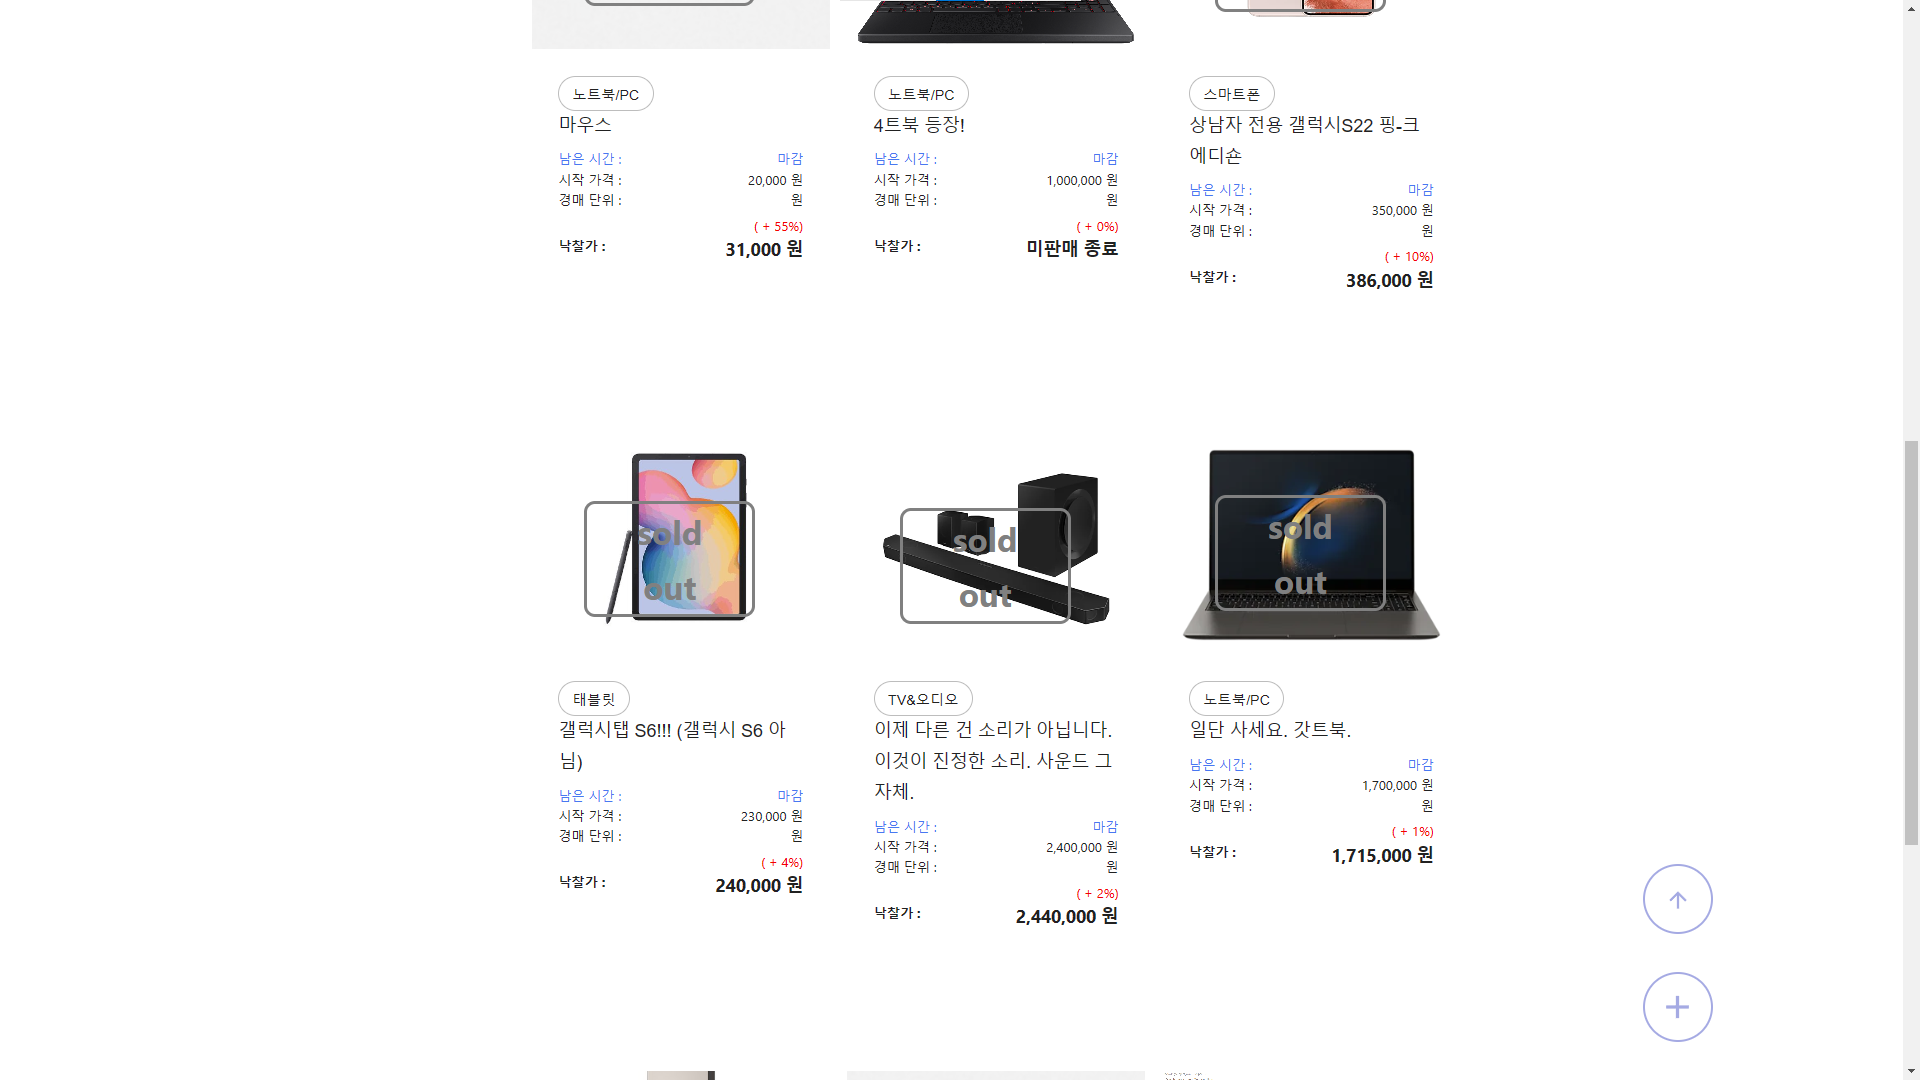 노트북/PC
마우스
남은 시간 : 마감
시작 가격 : 20,000 원
경매 단위 : 원
( + 55%)
낙찰가 : 31,000 원
노트북/PC
4트북 등장!
남은 시간 : 마감
시작 가격 : 1,000,000 원
경매 단위 : 원
( + 0%)
낙찰가 : 미판매 종료
스마트폰
상남자 전용 갤럭시S22 핑-크
에디숀
남은 시간 : 마감
시작 가격 : 350,000 원
경매 단위 : 원
( + 10%)
낙찰가 : 386,000 원
sold
out
태블릿
갤럭시탭 S6!!! (갤럭시 S6 아
님)
남은 시간 : 마감
시작 가격 : 230,000 원
경매 단위 : 원
( + 4%)
낙찰가 : 240,000 원
sold
out
TV&오디오
이제 다른 건 소리가 아닙니다.
이것이 진정한 소리. 사운드 그
자체.
남은 시간 : 마감
시작 가격 : 2,400,000 원
경매 단위 : 원
( + 2%)
낙찰가 : 2,440,000 원
sold
out
노트북/PC
일단 사세요. 갓트북.
남은 시간 : 마감
시작 가격 : 1,700,000 원
경매 단위 : 원
( + 1%)
낙찰가 : 1,715,000 원